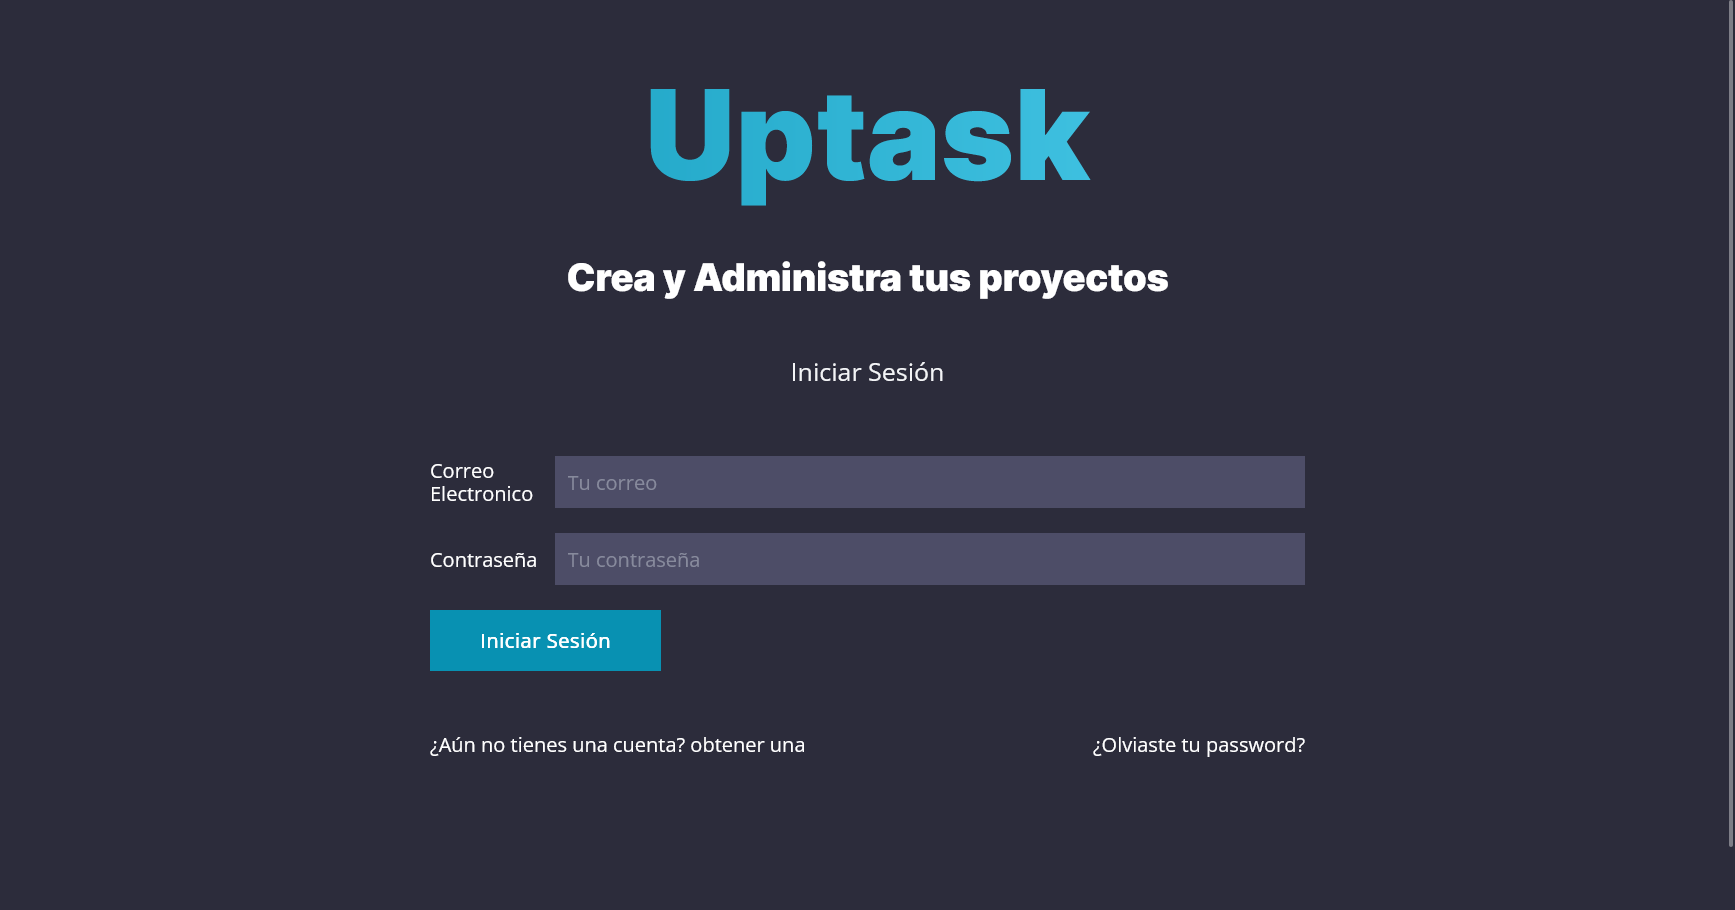 Uptask
Crea y Administra tus proyectos
Iniciar Sesión
Correo
Electronico
Tu correo
Contraseña
Tu contraseña
Iniciar Sesión
¿Aún no tienes una cuenta? obtener una
¿Olviaste tu password?